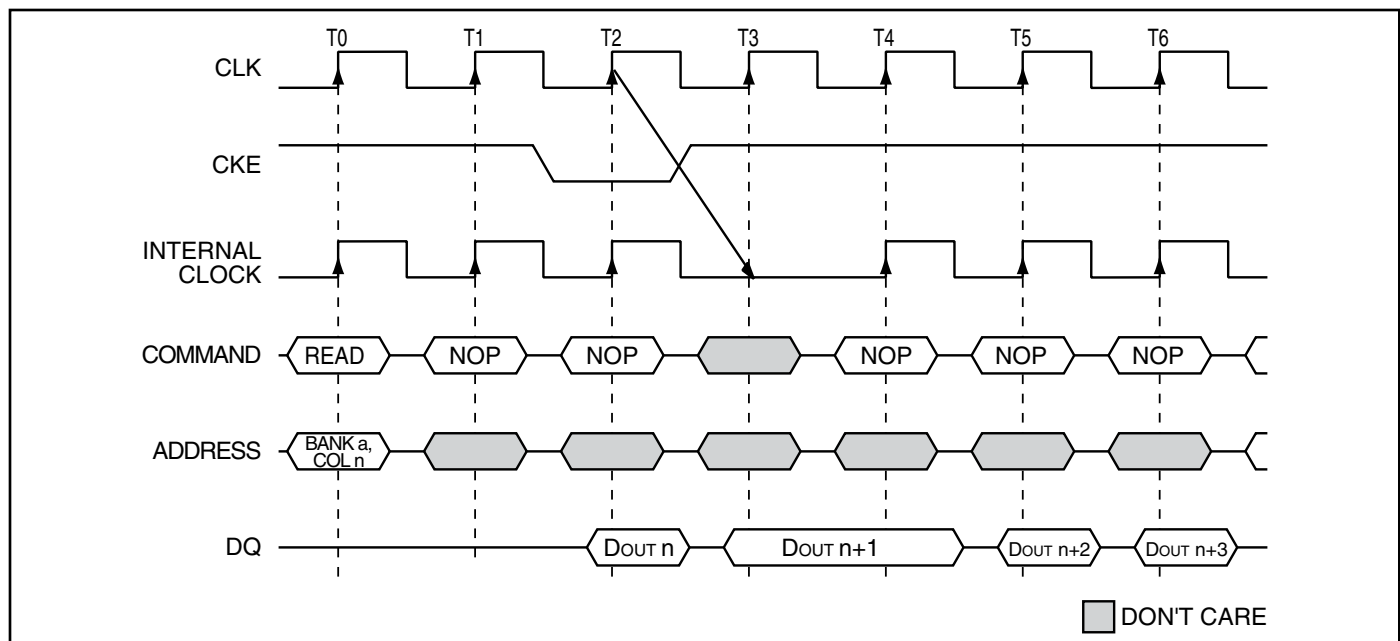 T0 T1 T2 T3 T4 T5 T6
CLK
CKE
INTERNAL
CLOCK
COMMAND READ NOP NOP NOP NOP NOP
ADDRESS BANK a,
COL n
DQ DOUT n DOUT n+1 DOUT n+2 DOUT n+3
DON'T CARE